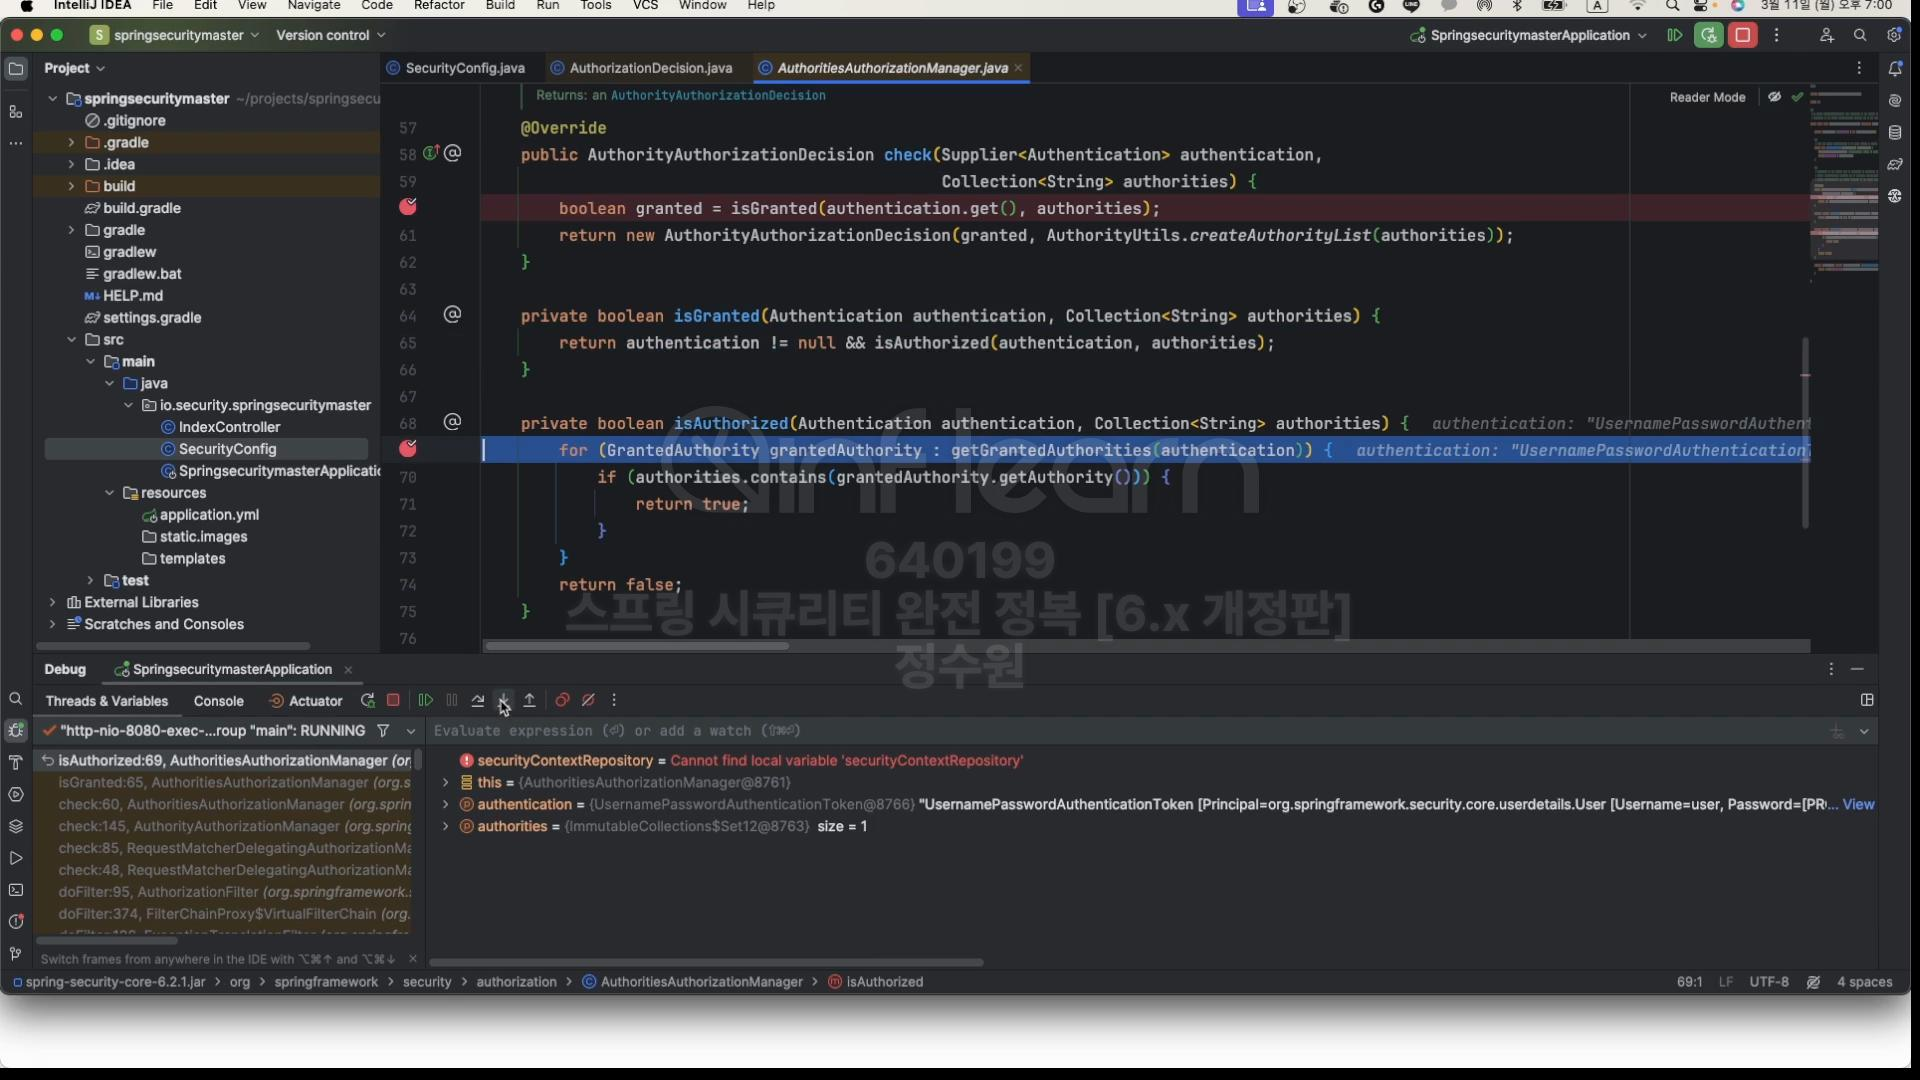 IntelliJ IDEA File Edit View Navigate Code Refactor Build Run Tools VCS Window Help 3월 11일 (월) 오후 7:00
S springsecuritymaster Version control SpringsecuritymasterApplication
Project SecurityConfig.java AuthorizationDecision.java AuthoritiesAuthorizationManager.java
springsecuritymaster ~/projects/springsecu
.gitignore
.gradle
.idea
build
build.gradle
gradle
gradlew
gradlew.bat
HELP.md
settings.gradle
src
main
java
io.security.springsecuritymaster
IndexController
SecurityConfig
SpringsecuritymasterApplicatio
resources
application.yml
static.images
templates
test
External Libraries
Scratches and Consoles
Returns: an AuthorityAuthorizationDecision
Reader Mode
57 @Override
58 public AuthorityAuthorizationDecision check(Supplier<Authentication> authentication,
59 Collection<String> authorities) {
boolean granted = isGranted(authentication.get(), authorities);
61 return new AuthorityAuthorizationDecision(granted, AuthorityUtils.createAuthorityList(authorities));
62 }
63
64 private boolean isGranted(Authentication authentication, Collection<String> authorities) {
65 return authentication != null && isAuthorized(authentication, authorities);
66 }
67
68 private boolean isAuthorized(Authentication authentication, Collection<String> authorities) { authentication: "UsernamePasswordAuthent
for (GrantedAuthority grantedAuthority : getGrantedAuthorities(authentication)) { authentication: "UsernamePasswordAuthentication
70 if (authorities.contains(grantedAuthority.getAuthority())) {
71 return true;
72 }
73 }
74 return false;
75 }
76
inflearn
640199
스프링 시큐리티 완전 정복 [6.x 개정판]
정수원
Debug SpringsecuritymasterApplication
Threads & Variables Console Actuator
"http-nio-8080-exec-...roup "main": RUNNING
isAuthorized:69, AuthoritiesAuthorizationManager (or
isGranted:65, AuthoritiesAuthorizationManager (org.s
check:60, AuthoritiesAuthorizationManager (org.sprin
check:145, AuthorityAuthorizationManager (org.spring
check:85, RequestMatcherDelegatingAuthorizationMa
check:48, RequestMatcherDelegatingAuthorizationMa
doFilter:95, AuthorizationFilter (org.springframework.
doFilter:374, FilterChainProxy$VirtualFilterChain (org.
Switch frames from anywhere in the IDE with ⌥⌘↑ and ⌥⌘↓
Evaluate expression (⏎) or add a watch (⇧⌘⏎)
securityContextRepository = Cannot find local variable 'securityContextRepository'
this = {AuthoritiesAuthorizationManager@8761}
authentication = {UsernamePasswordAuthenticationToken@8766} "UsernamePasswordAuthenticationToken [Principal=org.springframework.security.core.userdetails.User [Username=user, Password=[PR... View
authorities = {ImmutableCollections$Set12@8763} size = 1
spring-security-core-6.2.1.jar > org > springframework > security > authorization > AuthoritiesAuthorizationManager > isAuthorized 69:1 LF UTF-8 4 spaces